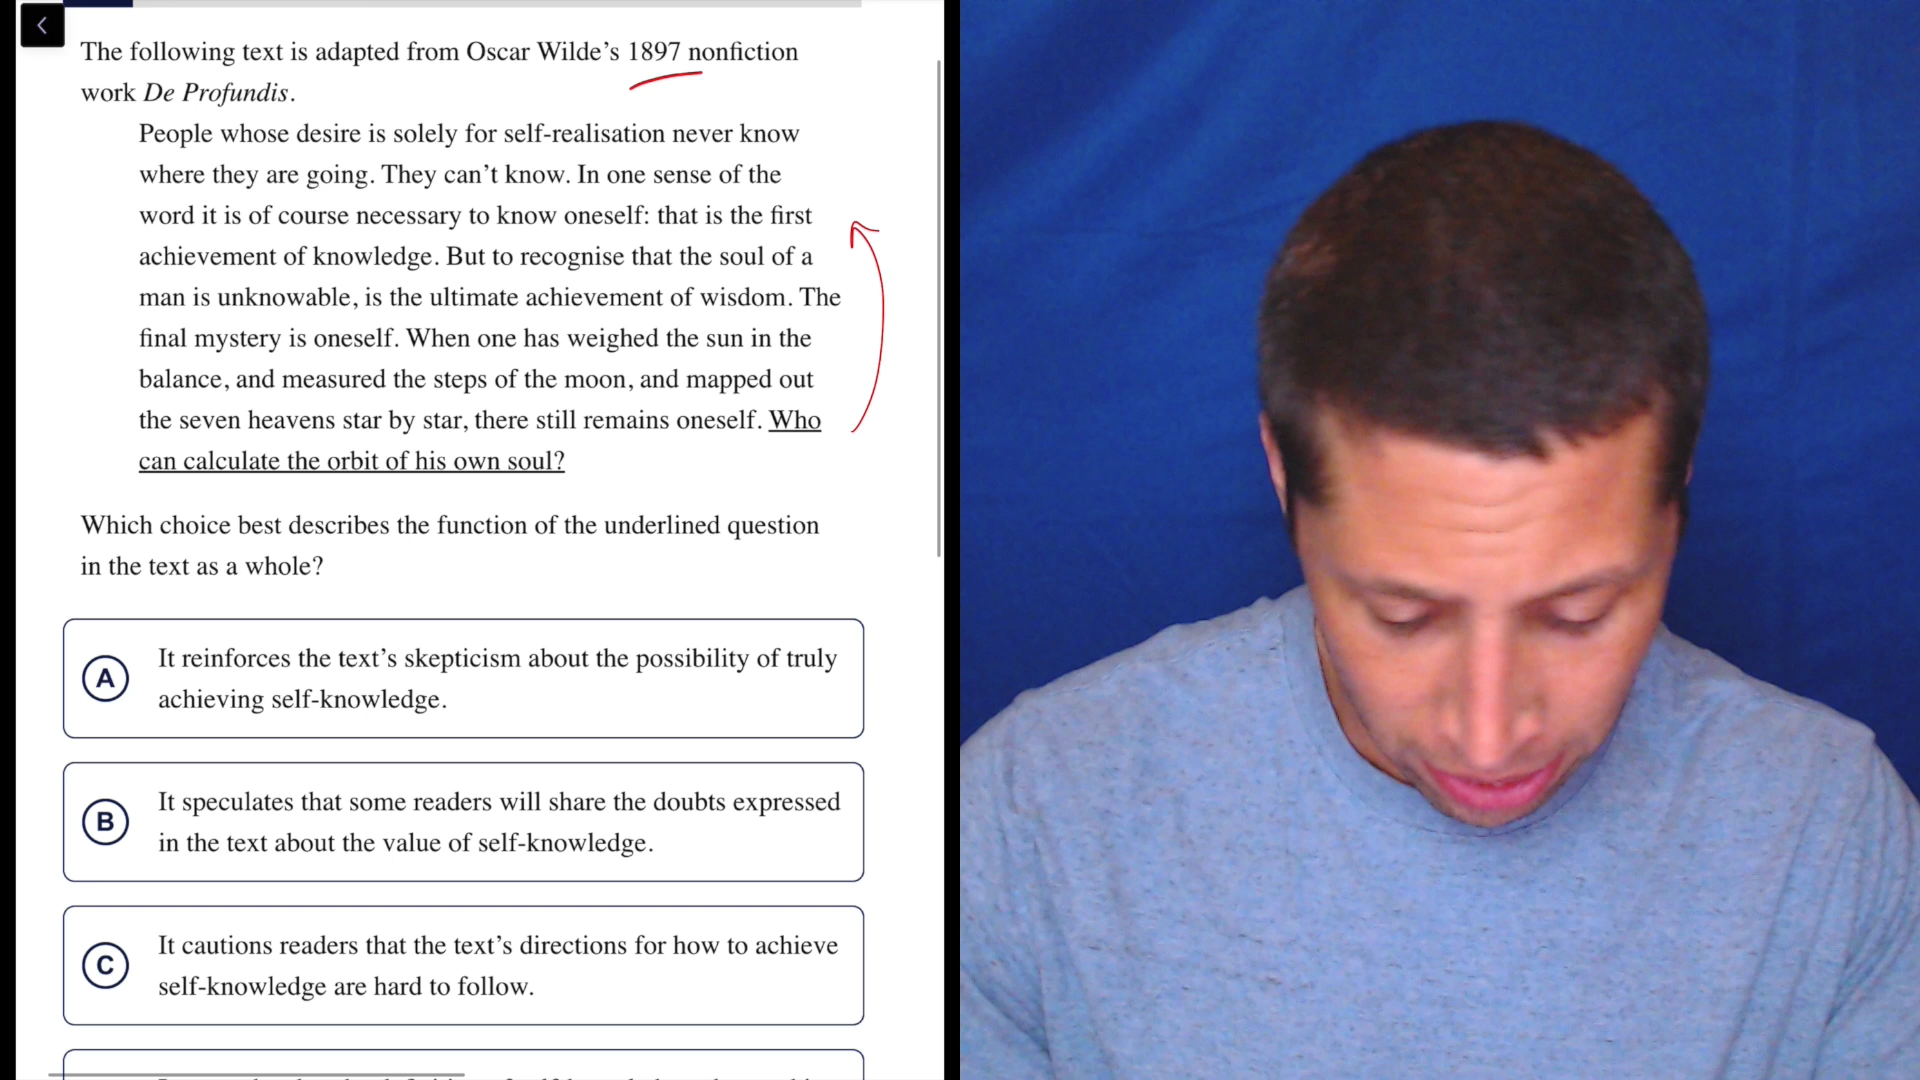 The following text is adapted from Oscar Wilde’s 1897 nonfiction
work De Profundis.
People whose desire is solely for self-realisation never know
where they are going. They can’t know. In one sense of the
word it is of course necessary to know oneself: that is the first
achievement of knowledge. But to recognise that the soul of a
man is unknowable, is the ultimate achievement of wisdom. The
final mystery is oneself. When one has weighed the sun in the
balance, and measured the steps of the moon, and mapped out
the seven heavens star by star, there still remains oneself. Who
can calculate the orbit of his own soul?
Which choice best describes the function of the underlined question
in the text as a whole?
A
It reinforces the text’s skepticism about the possibility of truly
achieving self-knowledge.
B
It speculates that some readers will share the doubts expressed
in the text about the value of self-knowledge.
C
It cautions readers that the text’s directions for how to achieve
self-knowledge are hard to follow.